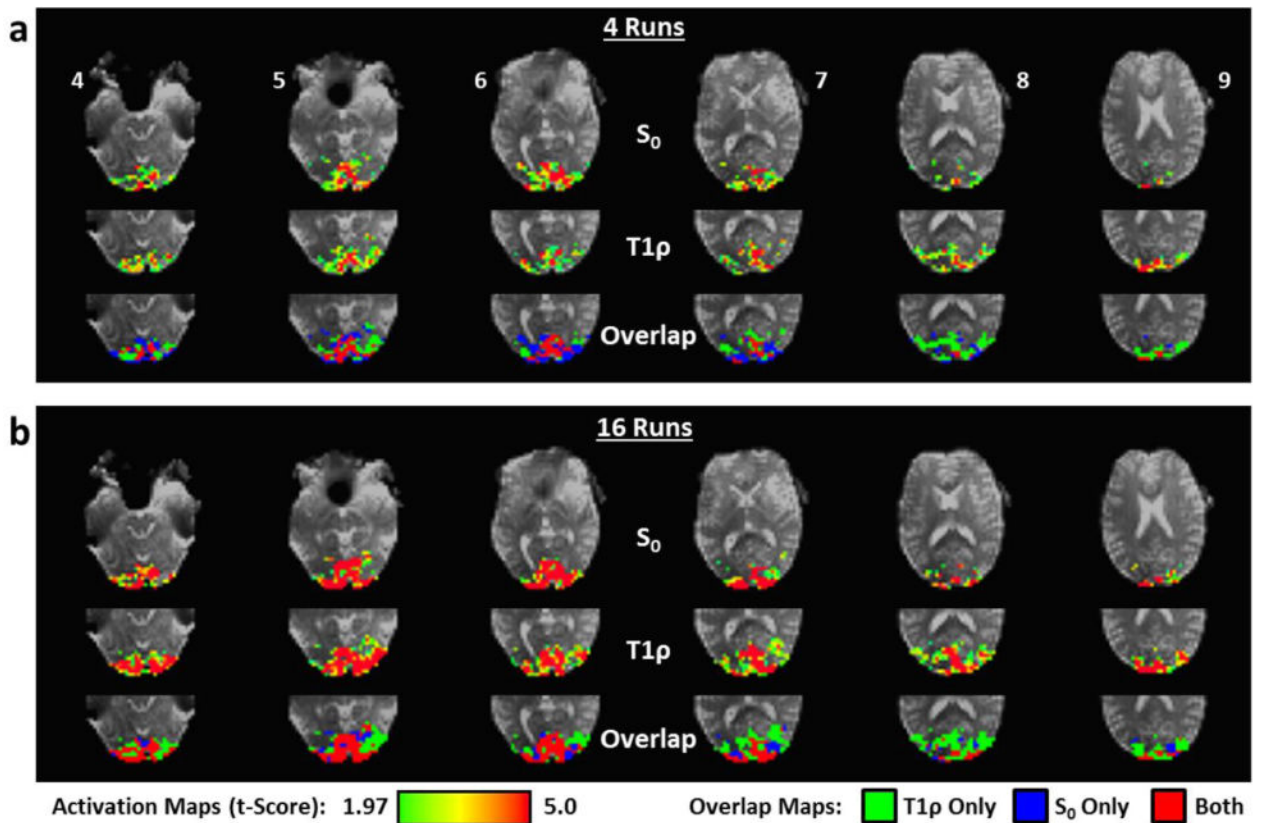 a
4 Runs
4 5 6 7 8 9
S₀
T1ρ
Overlap
b
16 Runs
S₀
T1ρ
Overlap
Activation Maps (t-Score): 1.97 5.0 Overlap Maps: T1ρ Only S₀ Only Both